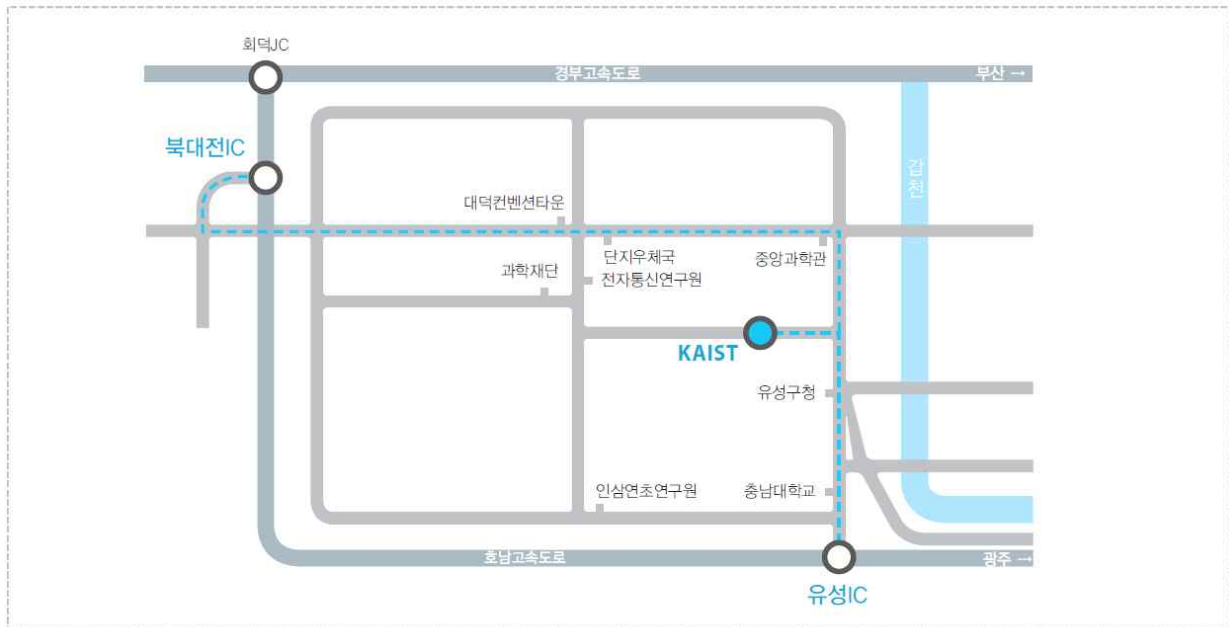 회덕JC
경부고속도로
부산 →
북대전IC
갑천
대덕컨벤션타운
단지우체국
중앙과학관
과학재단
전자통신연구원
KAIST
유성구청
인삼연초연구원
충남대학교
호남고속도로
광주 →
유성IC